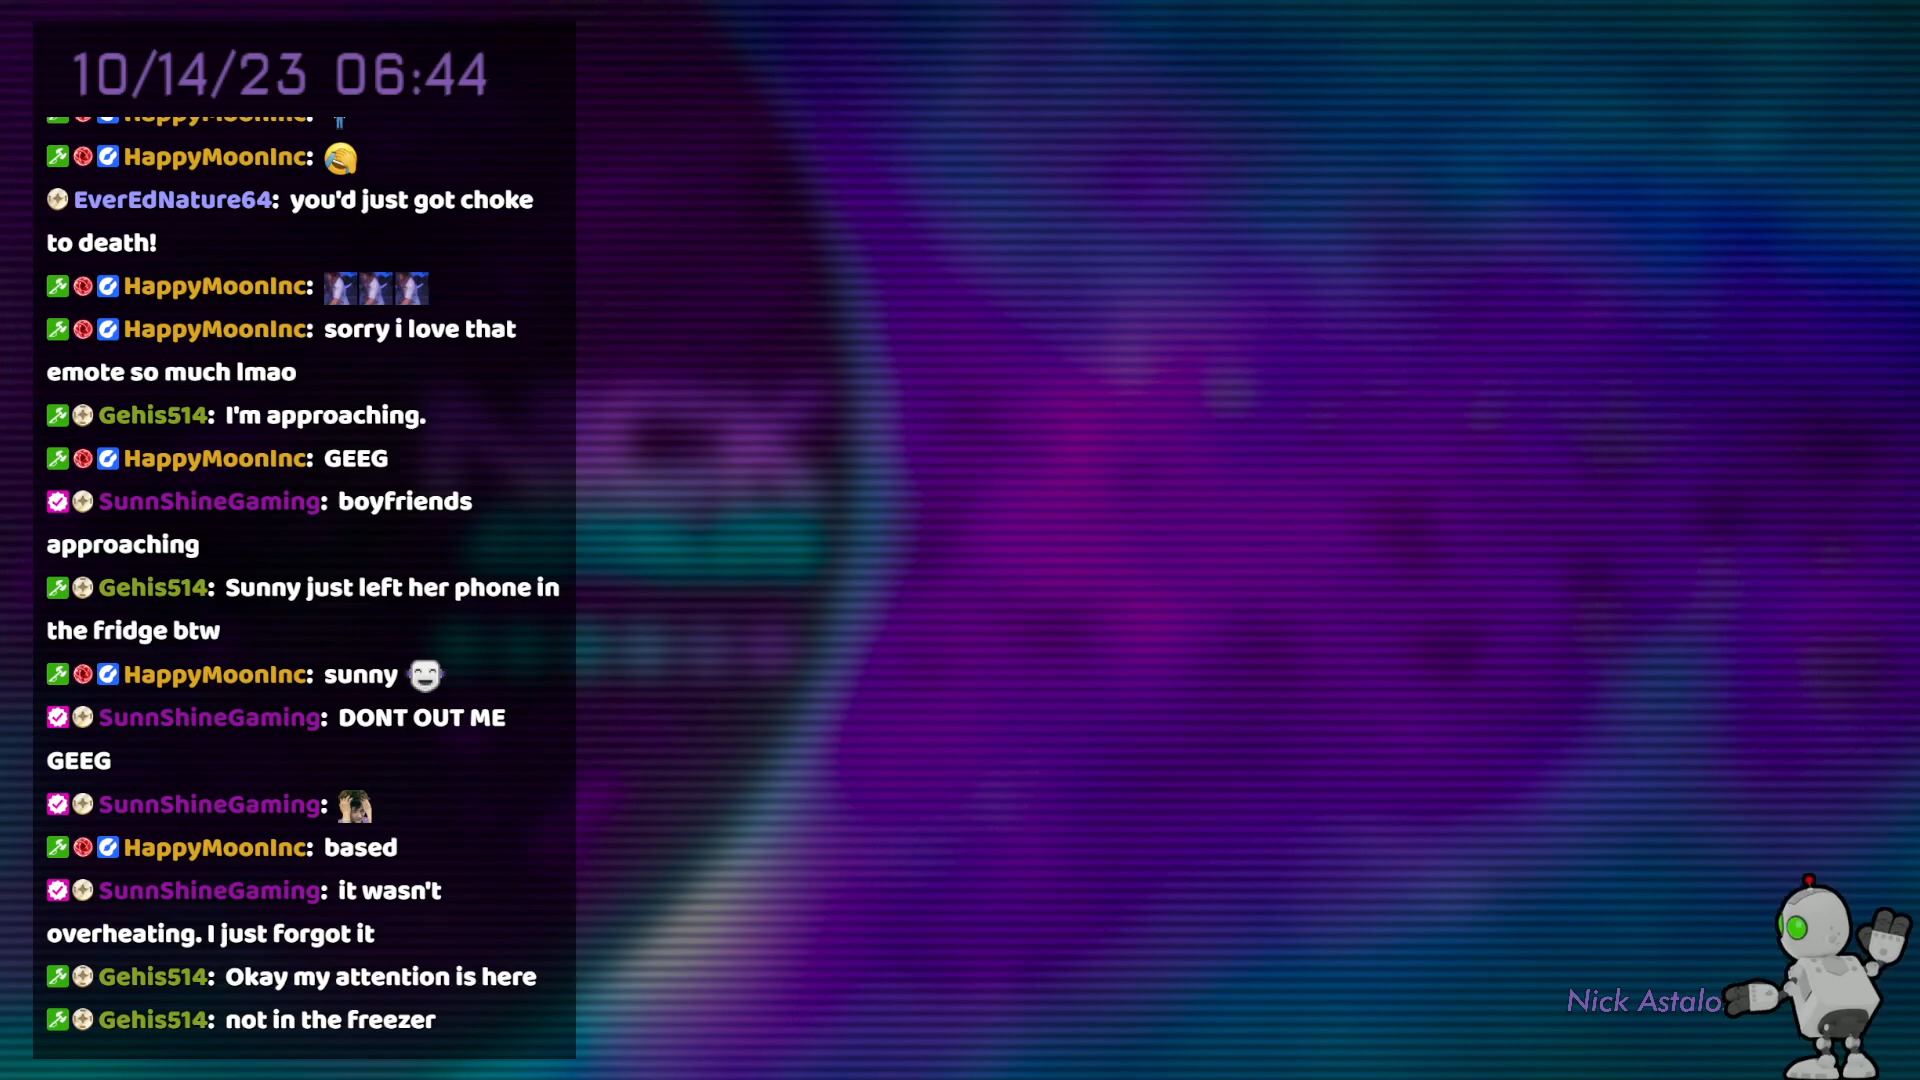 10/14/23 06:44
HappyMoonInc:
HappyMoonInc:
EverEdNature64: you'd just got choke
to death!
HappyMoonInc:
HappyMoonInc: sorry i love that
emote so much lmao
Gehis514: I'm approaching.
HappyMoonInc: GEEG
SunnShineGaming: boyfriends
approaching
Gehis514: Sunny just left her phone in
the fridge btw
HappyMoonInc: sunny
SunnShineGaming: DONT OUT ME
GEEG
SunnShineGaming:
HappyMoonInc: based
SunnShineGaming: it wasn't
overheating. I just forgot it
Gehis514: Okay my attention is here
Gehis514: not in the freezer
Nick Astalo